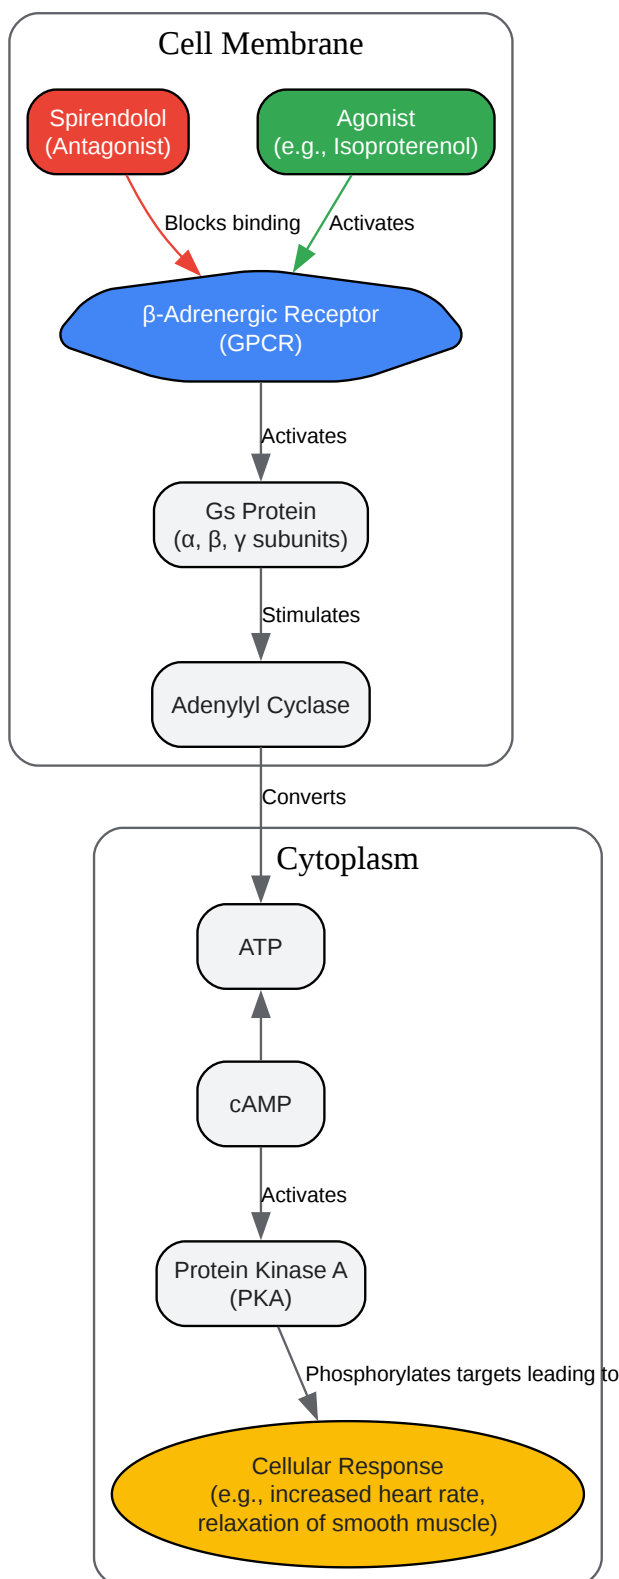 Cell Membrane
Spirendolol
(Antagonist)
Agonist
(e.g., Isoproterenol)
Blocks binding
Activates
β-Adrenergic Receptor
(GPCR)
Activates
Gs Protein
(α, β, γ subunits)
Stimulates
Adenylyl Cyclase
Converts
Cytoplasm
ATP
cAMP
Activates
Protein Kinase A
(PKA)
Phosphorylates targets leading to
Cellular Response
(e.g., increased heart rate,
relaxation of smooth muscle)